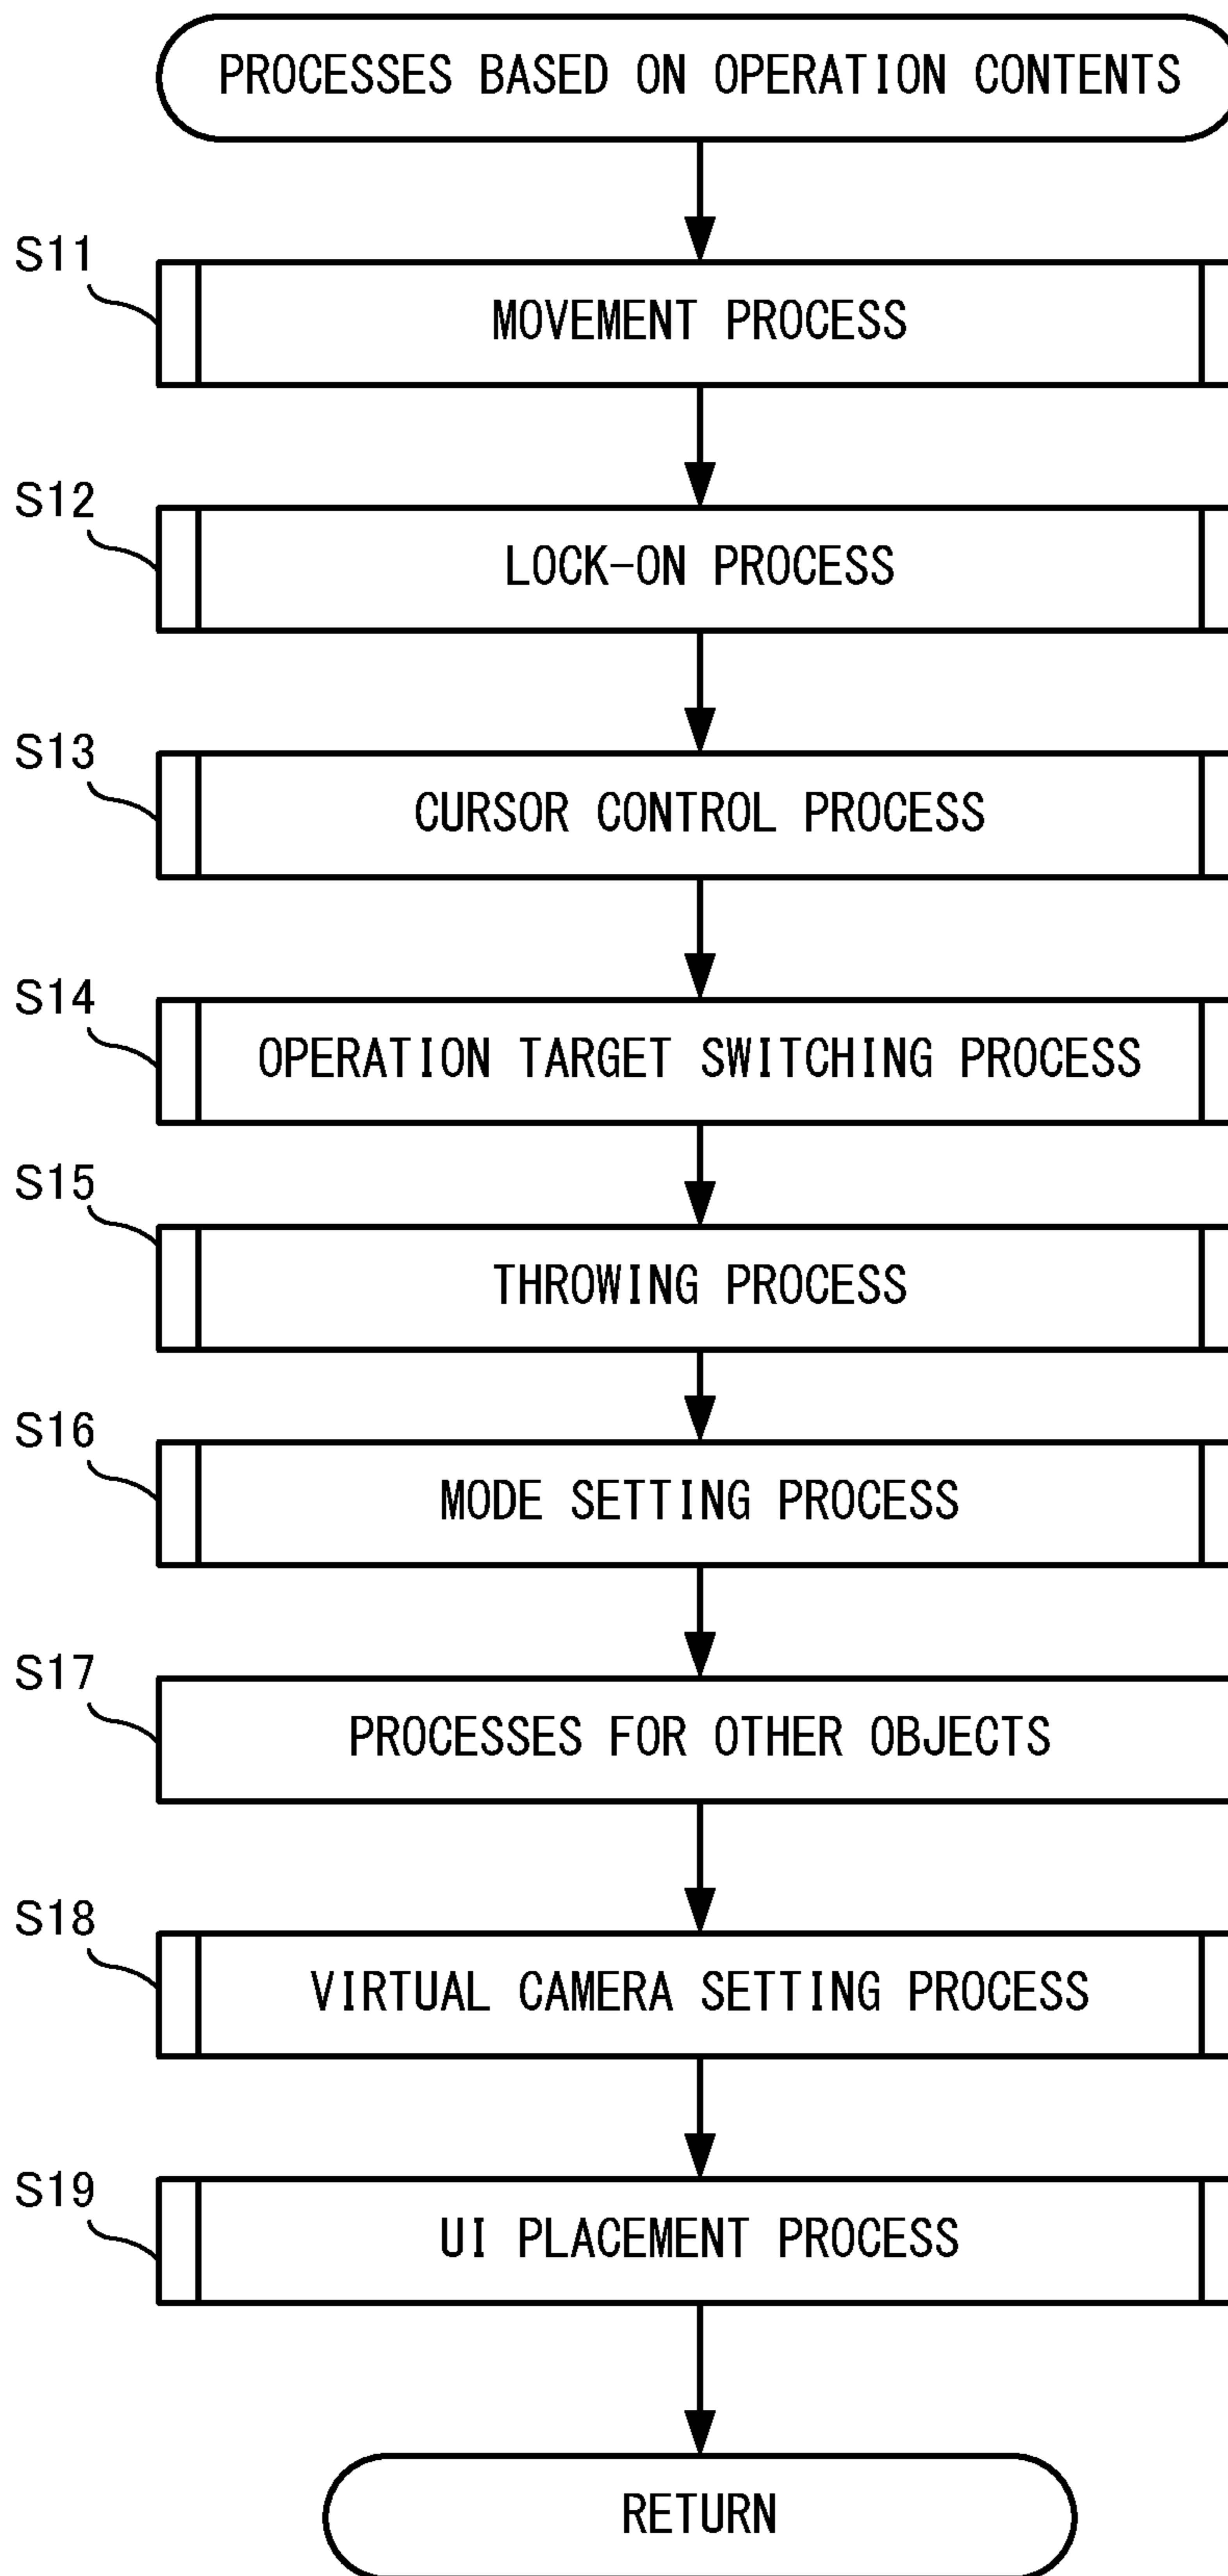 PROCESSES BASED ON OPERATION CONTENTS
S11
MOVEMENT PROCESS
S12
LOCK-ON PROCESS
S13
CURSOR CONTROL PROCESS
S14
OPERATION TARGET SWITCHING PROCESS
S15
THROWING PROCESS
S16
MODE SETTING PROCESS
S17
PROCESSES FOR OTHER OBJECTS
S18
VIRTUAL CAMERA SETTING PROCESS
S19
UI PLACEMENT PROCESS
RETURN